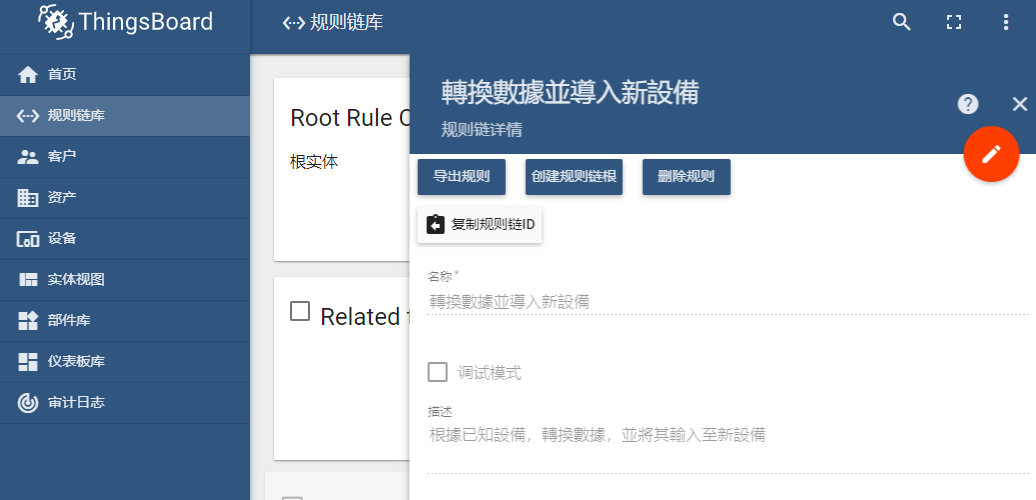 ThingsBoard
规则链库
首页
规则链库
客户
资产
设备
实体视图
部件库
仪表板库
审计日志
Root Rule C
根实体
Related
轉換數據並導入新設備
规则链详情
导出规则 创建规则链根 删除规则
复制规则链ID
名称 *
轉換數據並導入新設備
调试模式
描述
根據已知設備，轉換數據，並將其輸入至新設備